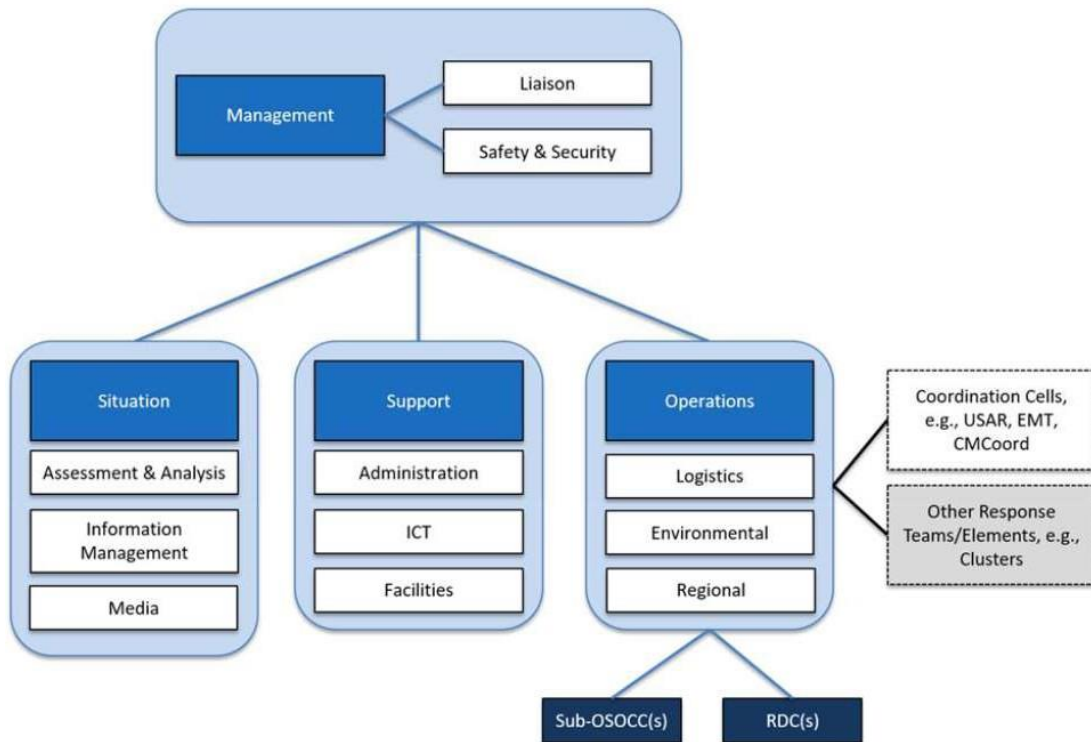 Management
Liaison
Safety & Security
Situation
Assessment & Analysis
Information
Management
Media
Support
Administration
ICT
Facilities
Operations
Logistics
Environmental
Regional
Coordination Cells,
e.g., USAR, EMT,
CMCoord
Other Response
Teams/Elements, e.g.,
Clusters
Sub-OSOCC(s)
RDC(s)